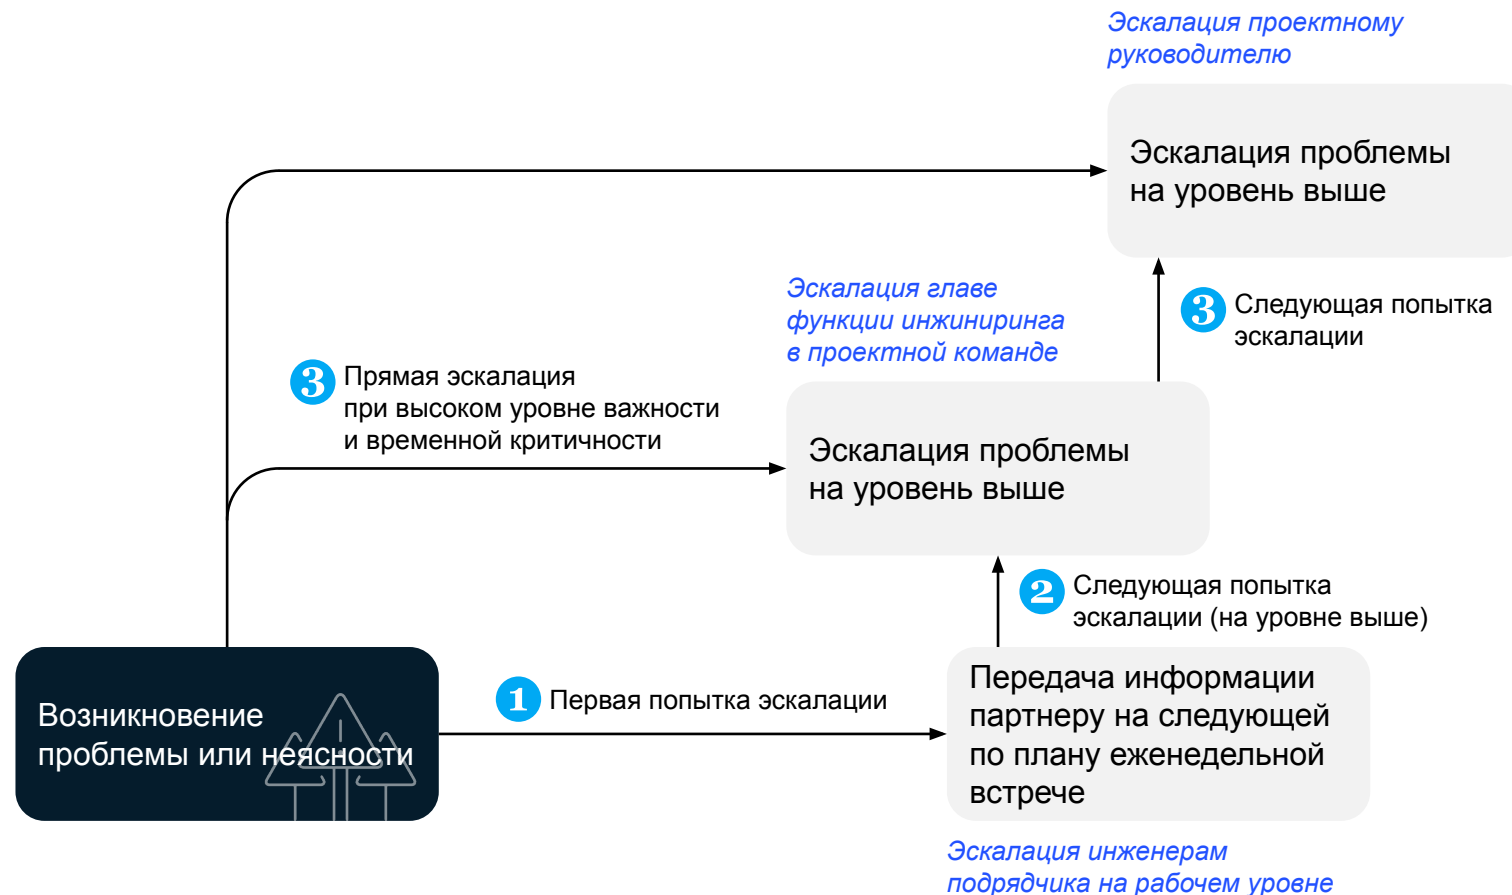 Эскалация проектному
руководителю
Эскалация проблемы
на уровень выше
Эскалация главе
функции инжиниринга
в проектной команде
3 Следующая попытка
эскалации
3 Прямая эскалация
при высоком уровне важности
и временной критичности
Эскалация проблемы
на уровень выше
2 Следующая попытка
эскалации (на уровне выше)
Возникновение
проблемы или неясности
1 Первая попытка эскалации
Передача информации
партнеру на следующей
по плану еженедельной
встрече
Эскалация инженерам
подрядчика на рабочем уровне